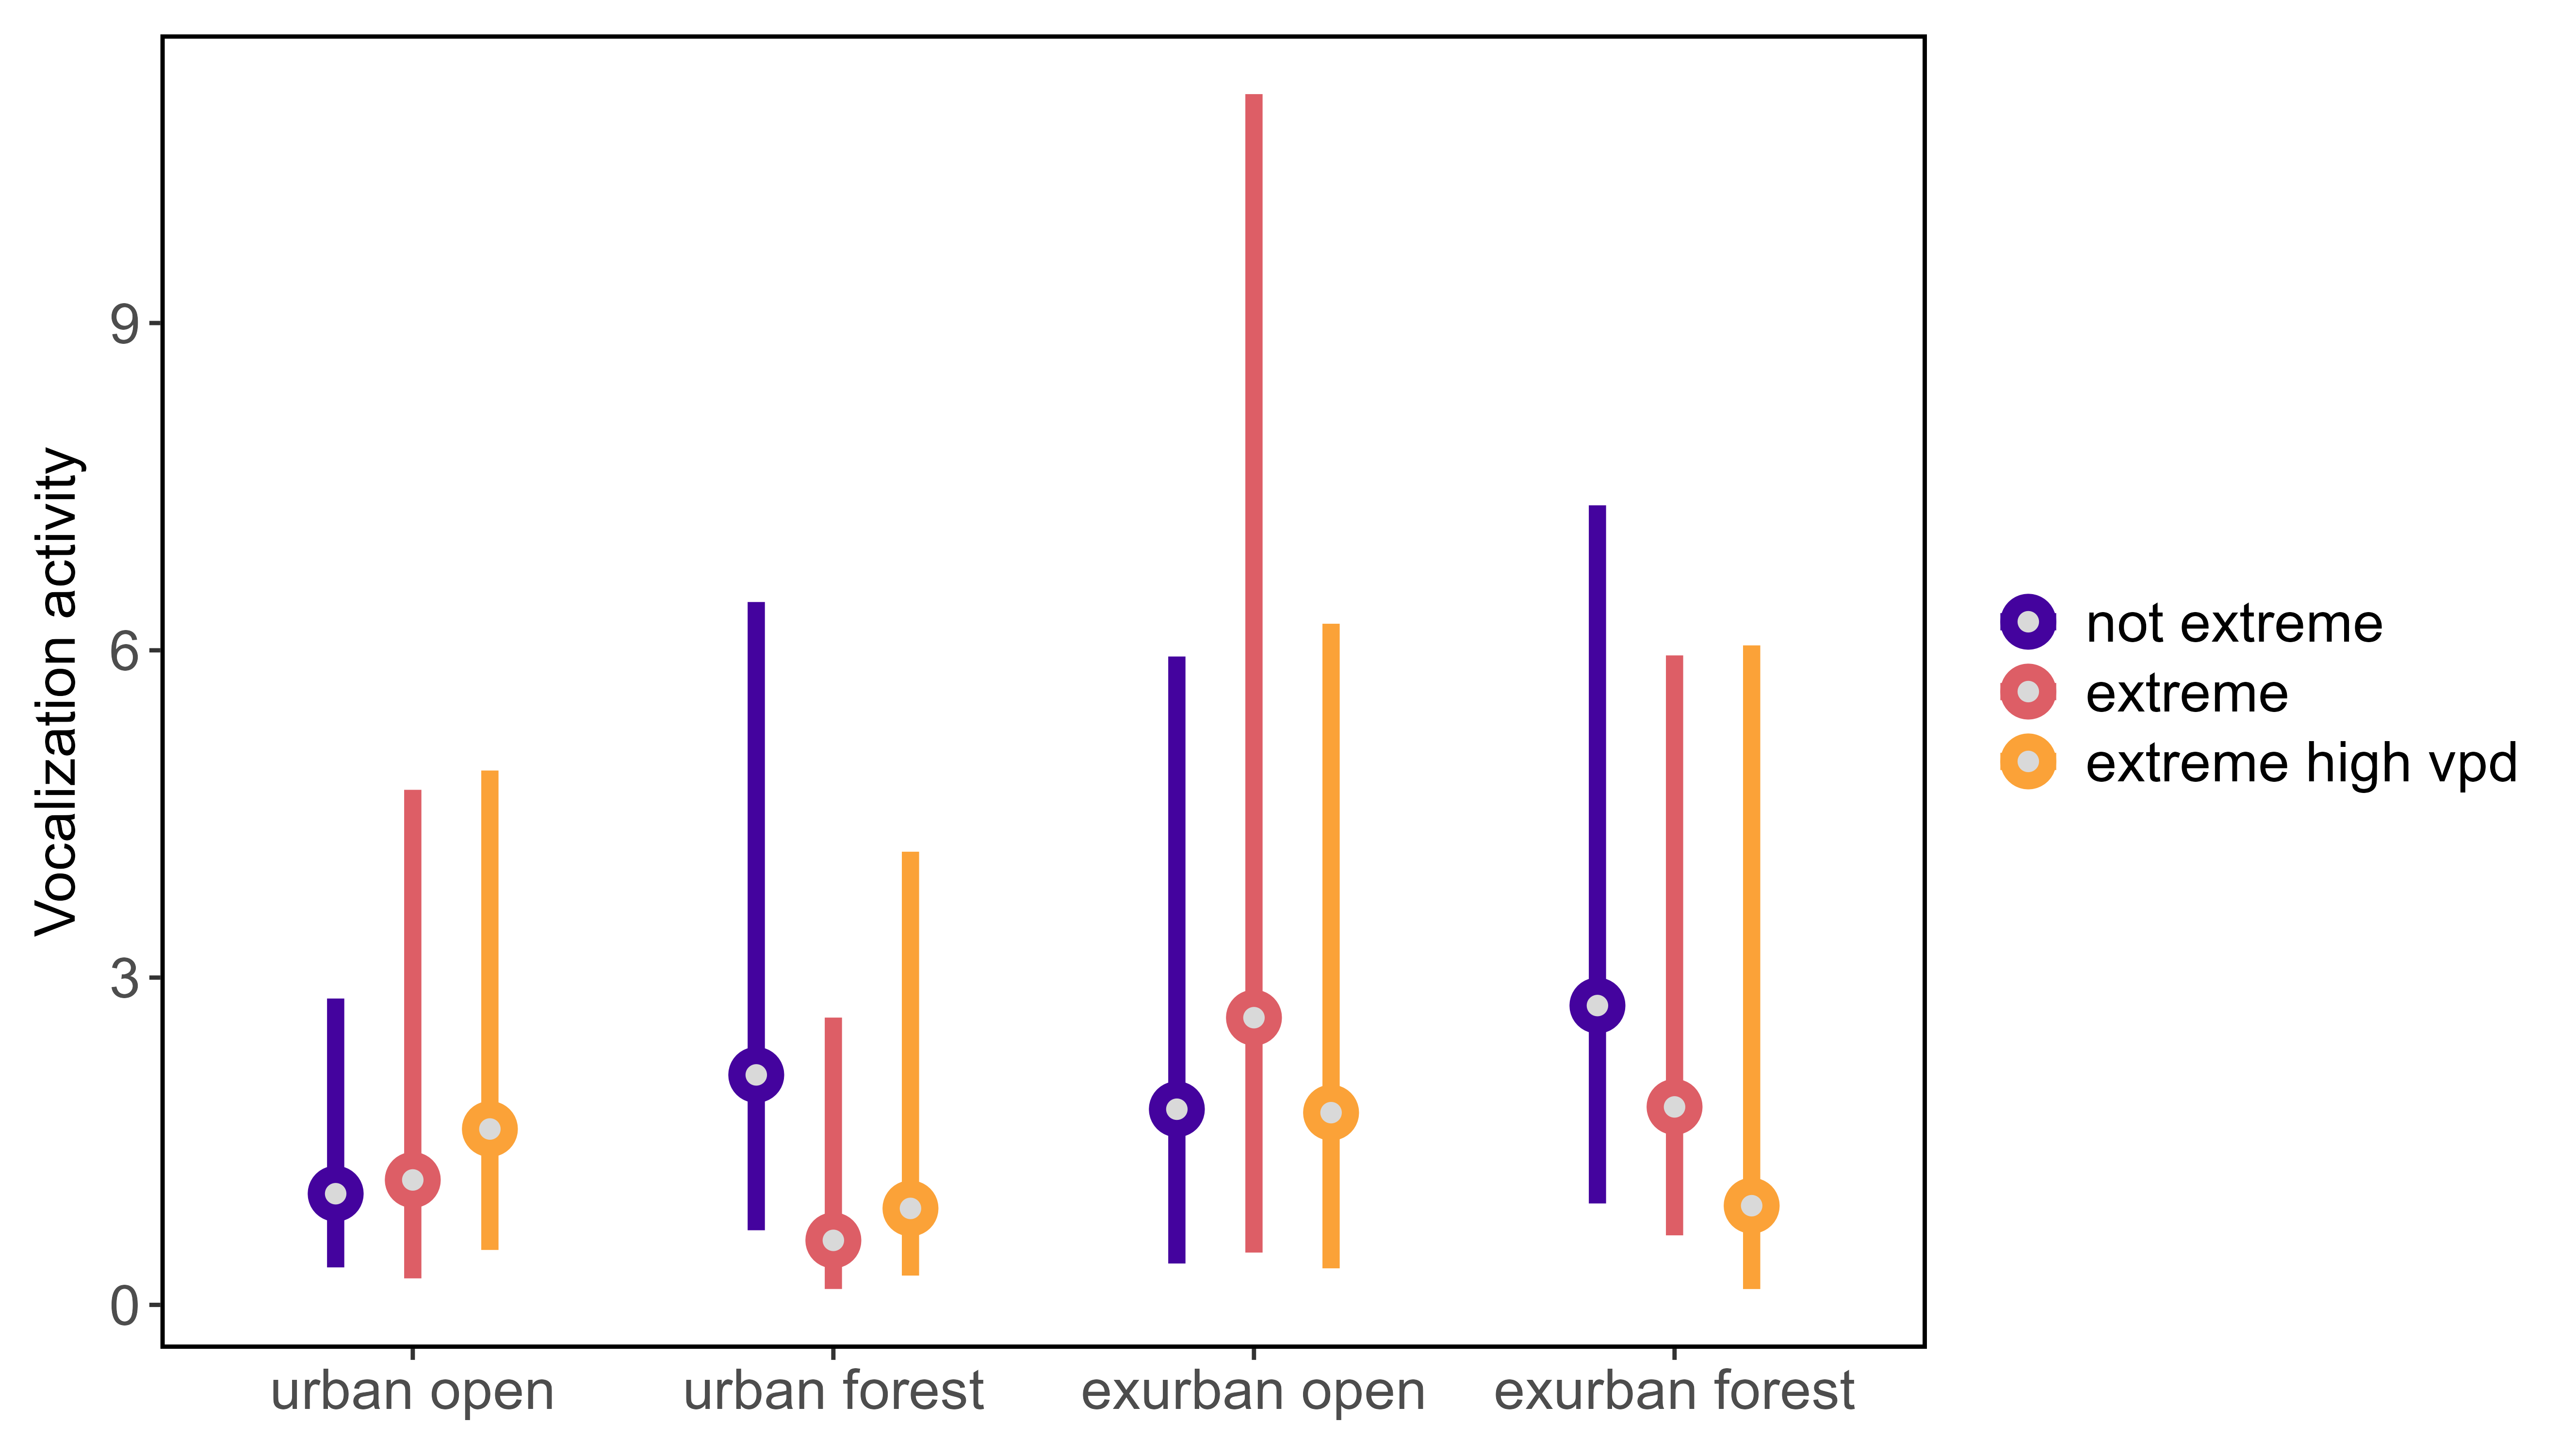 Vocalization activity
9
6
3
0
urban open
urban forest
exurban open
exurban forest
not extreme
extreme
extreme high vpd